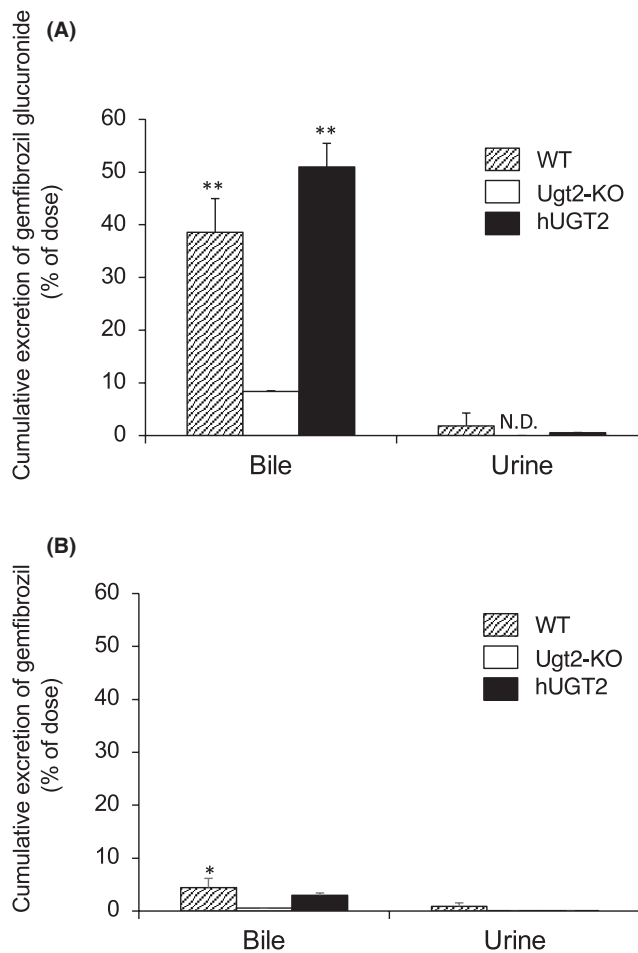 (A)
Cumulative excretion of gemfibrozil glucuronide
(% of dose)
60
50
40
30
20
10
0
**
**
N.D.
WT
Ugt2-KO
hUGT2
Bile
Urine
(B)
Cumulative excretion of gemfibrozil
(% of dose)
60
50
40
30
20
10
0
*
WT
Ugt2-KO
hUGT2
Bile
Urine